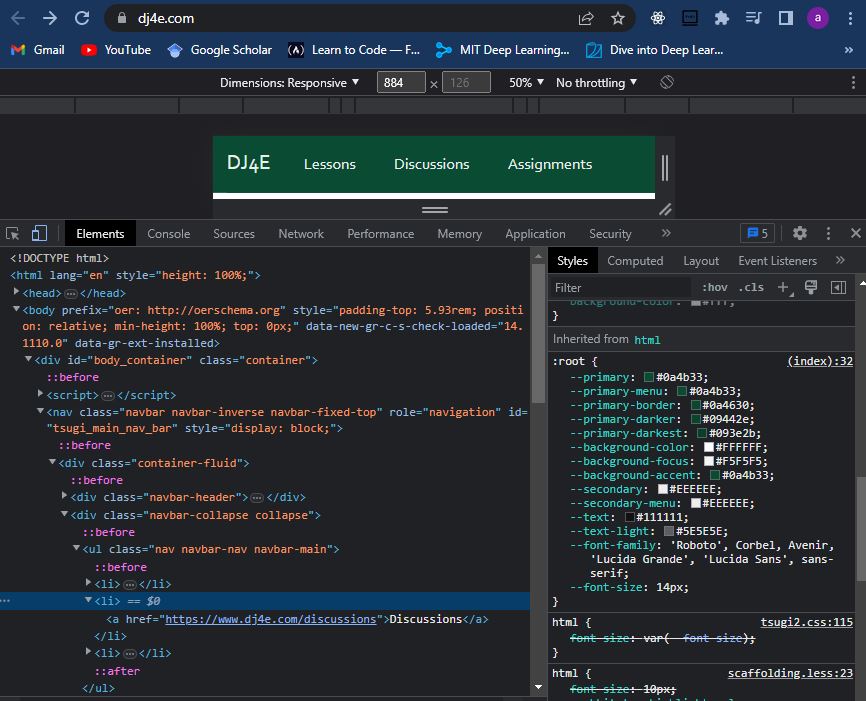 dj4e.com
a
Gmail YouTube Google Scholar Learn to Code — F... MIT Deep Learning... Dive into Deep Lear... »
Dimensions: Responsive ▼ 884 × 126 50% ▼ No throttling ▼
DJ4E Lessons Discussions Assignments
Elements Console Sources Network Performance Memory Application Security » 5
<!DOCTYPE html>
<html lang="en" style="height: 100%;">
<head>…</head>
<body prefix="oer: http://oerschema.org" style="padding-top: 5.93rem; positi
on: relative; min-height: 100%; top: 0px;" data-new-gr-c-s-check-loaded="14.
1110.0" data-gr-ext-installed>
<div id="body_container" class="container">
::before
<script>…</script>
<nav class="navbar navbar-inverse navbar-fixed-top" role="navigation" id=
"tsugi_main_nav_bar" style="display: block;">
::before
<div class="container-fluid">
::before
<div class="navbar-header">…</div>
<div class="navbar-collapse collapse">
::before
<ul class="nav navbar-nav navbar-main">
::before
<li>…</li>
<li> == $0
<a href="https://www.dj4e.com/discussions">Discussions</a>
</li>
<li>…</li>
::after
</ul>
Styles Computed Layout Event Listeners »
Filter :hov .cls +
background-color: #fff;
}
Inherited from html
:root { (index):32
--primary: #0a4b33;
--primary-menu: #0a4b33;
--primary-border: #0a4630;
--primary-darker: #09442e;
--primary-darkest: #093e2b;
--background-color: #FFFFFF;
--background-focus: #F5F5F5;
--background-accent: #0a4b33;
--secondary: #EEEEEE;
--secondary-menu: #EEEEEE;
--text: #111111;
--text-light: #5E5E5E;
--font-family: 'Roboto', Corbel, Avenir,
'Lucida Grande', 'Lucida Sans', sans-
serif;
--font-size: 14px;
}
html { tsugi2.css:115
font-size: var(--font-size);
}
html { scaffolding.less:23
font-size: 10px;